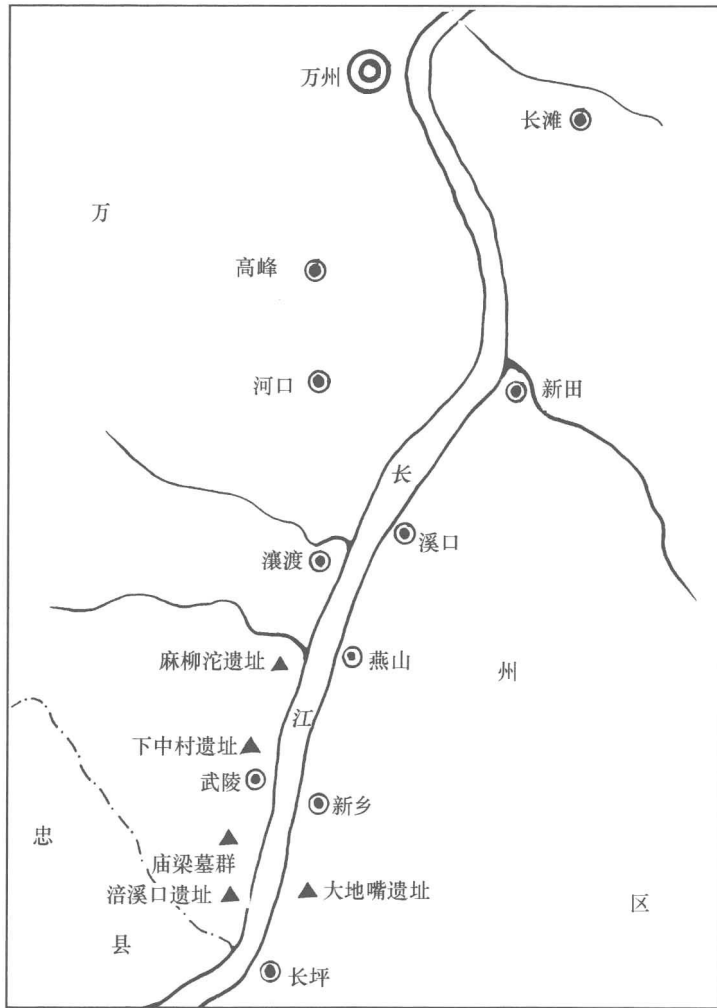 万州
长滩
万
高峰
河口
新田
长
溪口
瀼渡
麻柳沱遗址
燕山
州
江
下中村遗址
武陵
新乡
忠
庙梁墓群
涪溪口遗址
大地嘴遗址
区
县
长坪